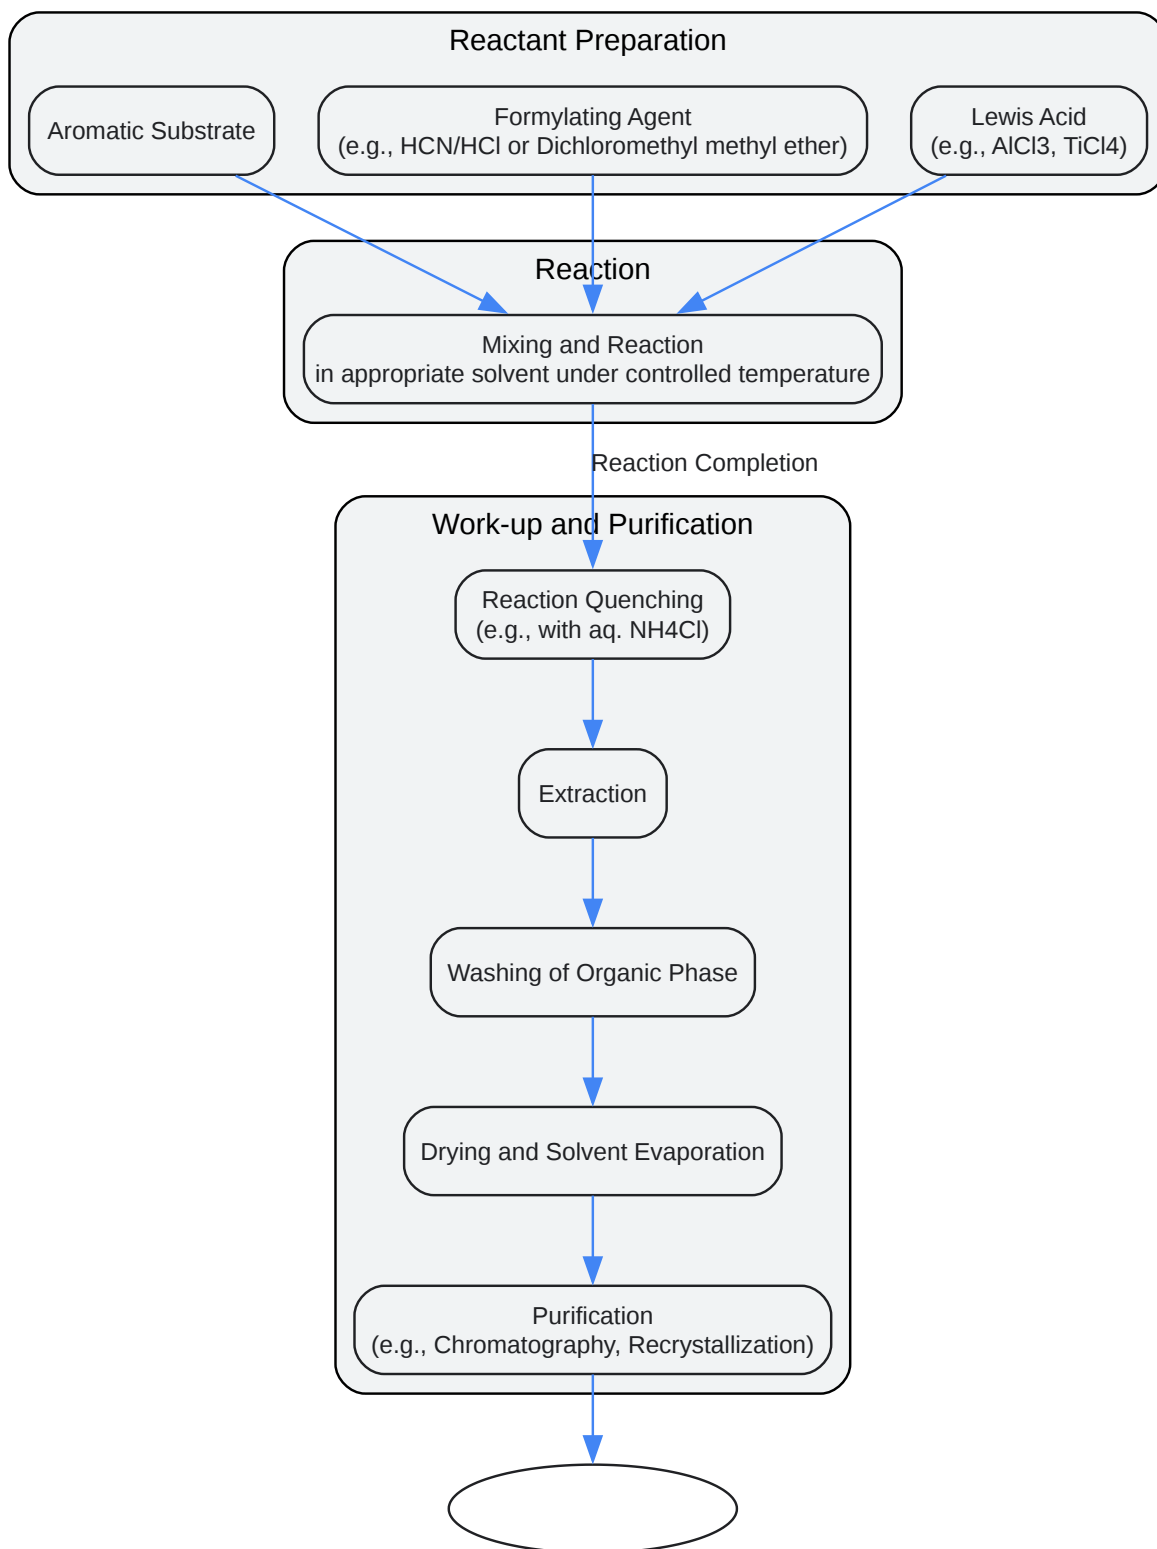 Reactant Preparation
Aromatic Substrate
Formylating Agent
(e.g., HCN/HCl or Dichloromethyl methyl ether)
Lewis Acid
(e.g., AlCl3, TiCl4)
Reaction
Mixing and Reaction
in appropriate solvent under controlled temperature
Reaction Completion
Work-up and Purification
Reaction Quenching
(e.g., with aq. NH4Cl)
Extraction
Washing of Organic Phase
Drying and Solvent Evaporation
Purification
(e.g., Chromatography, Recrystallization)